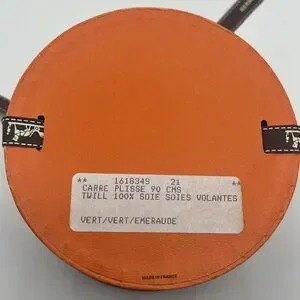 ** 161834S 21 **
CARRE PLISSE 90 CMS
TWILL 100% SOIE SOIES VOLANTES
VERT/VERT/EMERAUDE
MADE IN FRANCE